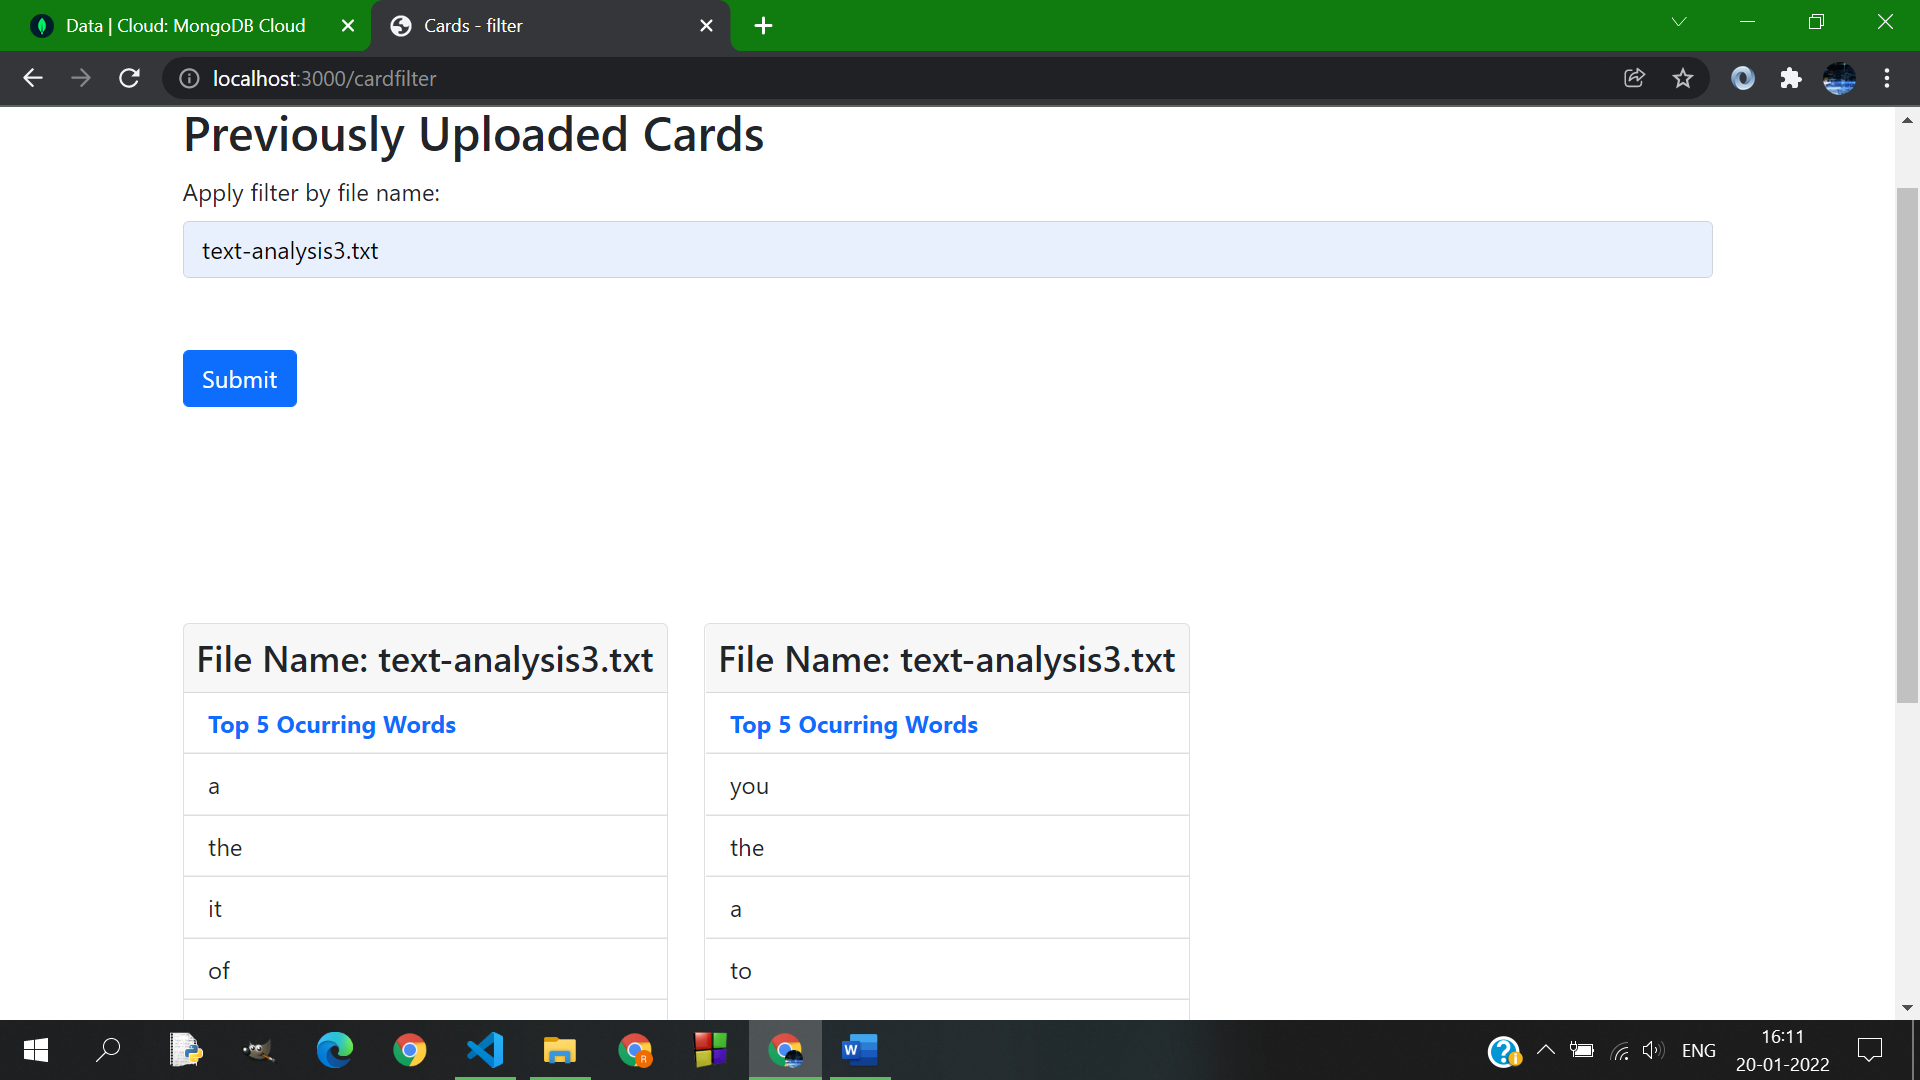 Data | Cloud: MongoDB Cloud
Cards - filter
localhost:3000/cardfilter
Previously Uploaded Cards
Apply filter by file name:
text-analysis3.txt
Submit
File Name: text-analysis3.txt
Top 5 Ocurring Words
a
the
it
of
File Name: text-analysis3.txt
Top 5 Ocurring Words
you
the
a
to
ENG
16:11
20-01-2022